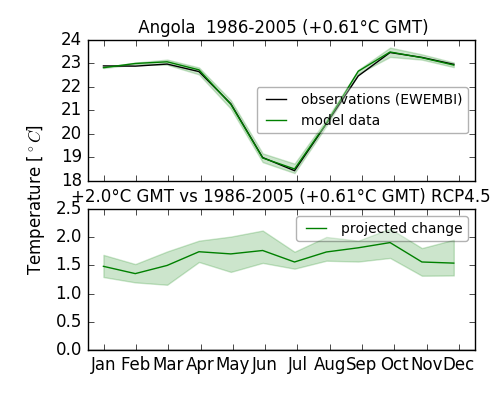 Angola 1986-2005 (+0.61°C GMT)
24
23
22
21
20
19
18
observations (EWEMBI)
model data
Temperature [°C]
+2.0°C GMT vs 1986-2005 (+0.61°C GMT) RCP4.5
2.5
2.0
1.5
1.0
0.5
0.0
projected change
Jan Feb Mar Apr May Jun Jul Aug Sep Oct Nov Dec